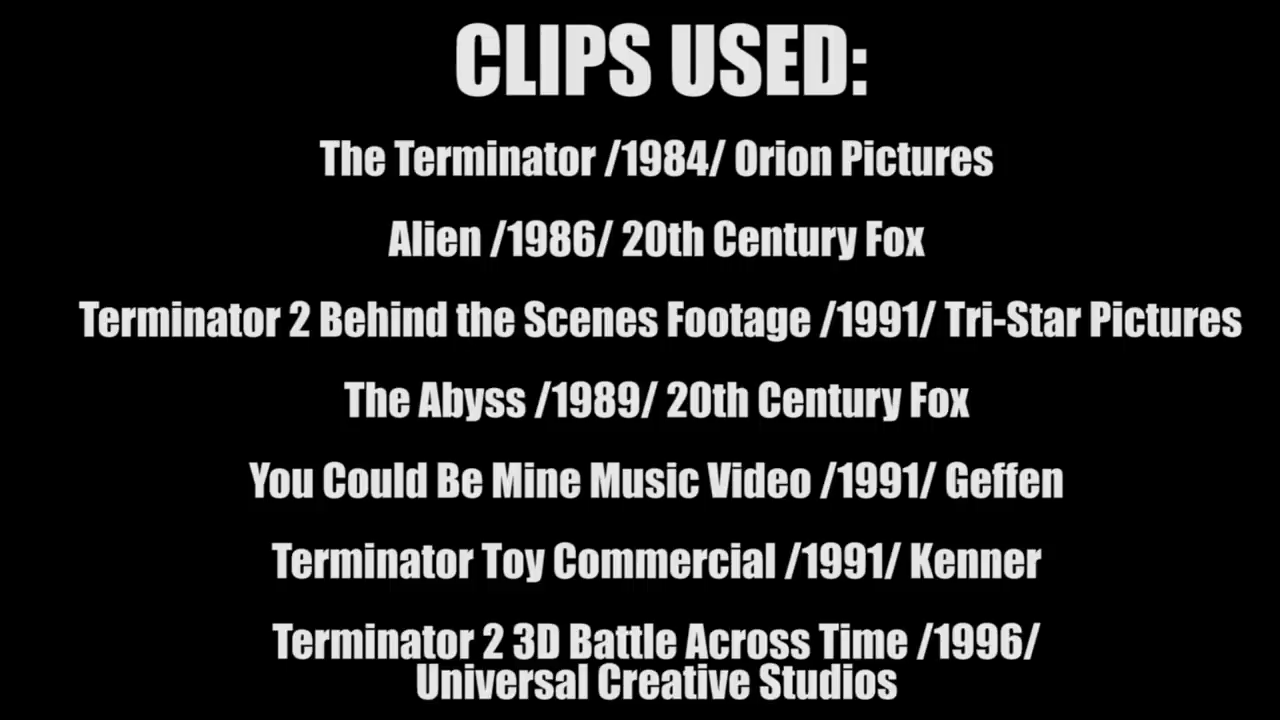 CLIPS USED:
The Terminator /1984/ Orion Pictures
Alien /1986/ 20th Century Fox
Terminator 2 Behind the Scenes Footage /1991/ Tri-Star Pictures
The Abyss /1989/ 20th Century Fox
You Could Be Mine Music Video /1991/ Geffen
Terminator Toy Commercial /1991/ Kenner
Terminator 2 3D Battle Across Time /1996/
Universal Creative Studios